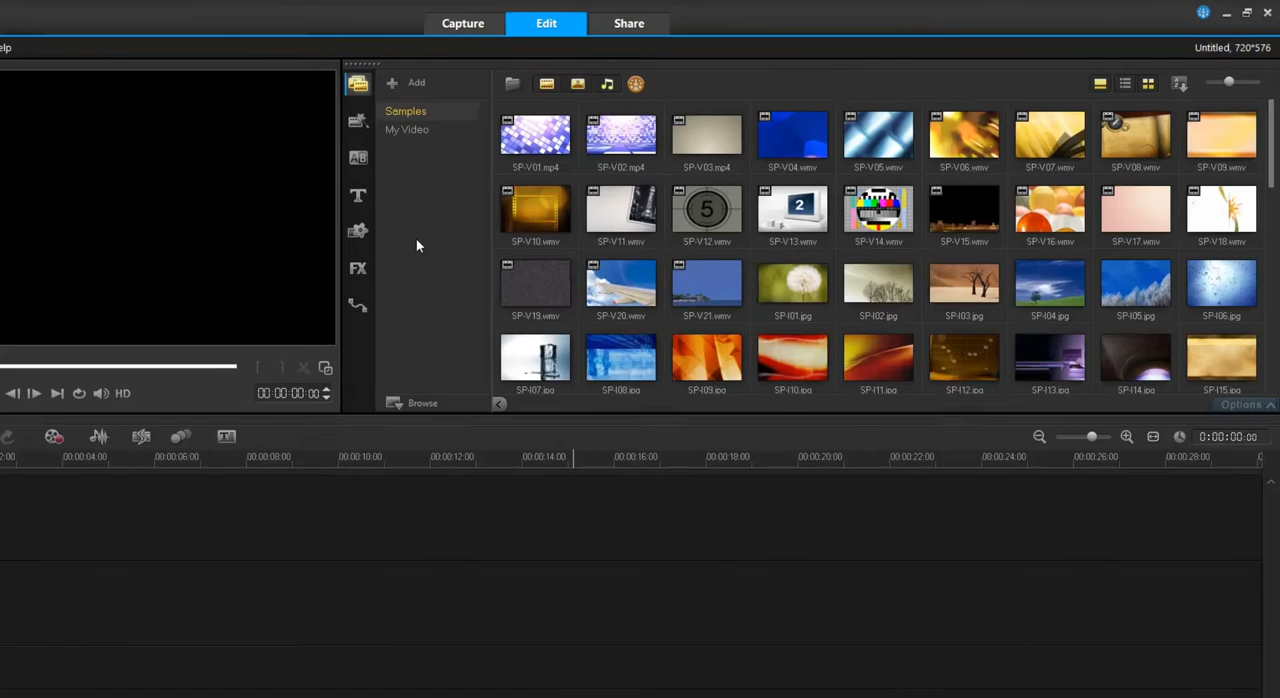 Capture
Edit
Share
elp
Untitled, 720*576
Add
Samples
My Video
SP-V01.mp4
SP-V02.mp4
SP-V03.mp4
SP-V04.wmv
SP-V05.wmv
SP-V06.wmv
SP-V07.wmv
SP-V08.wmv
SP-V09.wmv
AB
T
5
2
SP-V10.wmv
SP-V11.wmv
SP-V12.wmv
SP-V13.wmv
SP-V14.wmv
SP-V15.wmv
SP-V16.wmv
SP-V17.wmv
SP-V18.wmv
FX
SP-V19.wmv
SP-V20.wmv
SP-V21.wmv
SP-I01.jpg
SP-I02.jpg
SP-I03.jpg
SP-I04.jpg
SP-I05.jpg
SP-I06.jpg
SP-I07.jpg
SP-I08.jpg
SP-I09.jpg
SP-I10.jpg
SP-I11.jpg
SP-I12.jpg
SP-I13.jpg
SP-I14.jpg
SP-I15.jpg
HD
00:00:00:00
Browse
Options
0:00:00:00
2:00
00:00:04:00
00:00:06:00
00:00:08:00
00:00:10:00
00:00:12:00
00:00:14:00
00:00:16:00
00:00:18:00
00:00:20:00
00:00:22:00
00:00:24:00
00:00:26:00
00:00:28:00